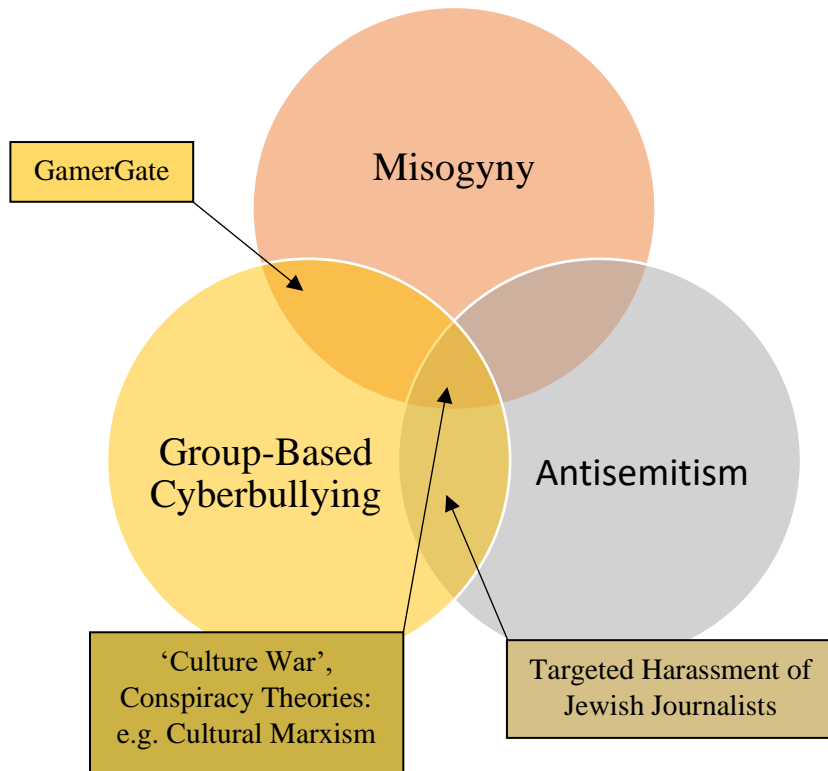 Misogyny
GamerGate
Group-Based
Cyberbullying
Antisemitism
‘Culture War’,
Conspiracy Theories:
e.g. Cultural Marxism
Targeted Harassment of
Jewish Journalists